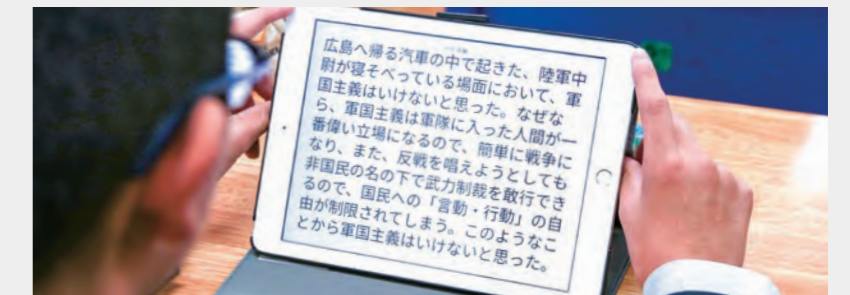 広島へ帰る汽車の中で起きた、陸軍中
尉が寝そべっている場面において、軍
国主義はいけないと思った。なぜな
ら、軍国主義は軍隊に入った人間が一
番偉い立場になるので、簡単に戦争に
なり、また、反戦を唱えようとしても
非国民の名の下で武力制裁を敢行でき
るので、国民への「言動・行動」の自
由が制限されてしまう。このようなこ
とから軍国主義はいけないと思った。